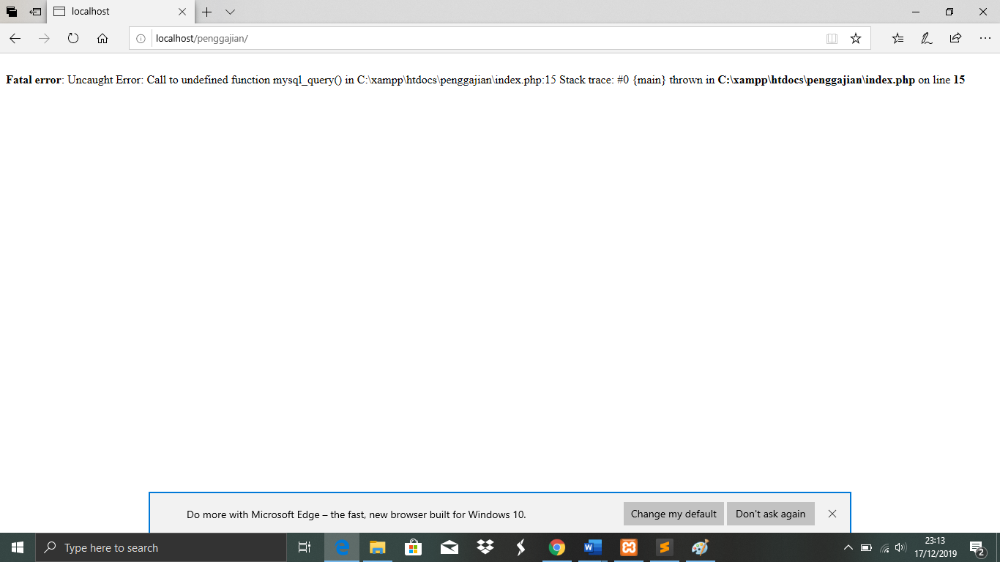 localhost
localhost/penggajian/
Fatal error: Uncaught Error: Call to undefined function mysql_query() in C:\xampp\htdocs\penggajian\index.php:15 Stack trace: #0 {main} thrown in C:\xampp\htdocs\penggajian\index.php on line 15
Do more with Microsoft Edge – the fast, new browser built for Windows 10.
Change my default
Don't ask again
Type here to search
23:13
17/12/2019
2